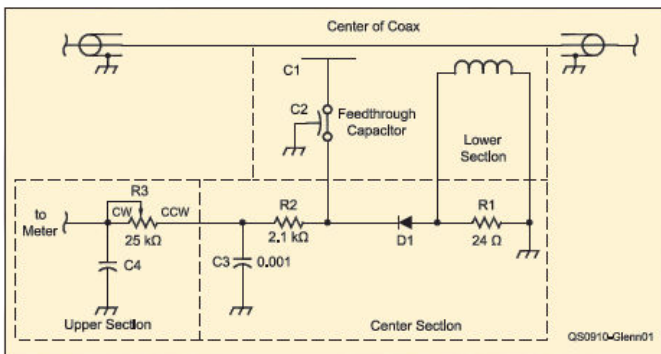 Center of Coax
C1
C2
Feedthrough
Capacitor
Lower
Section
R3
CW
CCW
to
Meter
25 kΩ
R2
2.1 kΩ
D1
R1
24 Ω
C4
C3
0.001
Upper Section
Center Section
QS0910-Glenn01